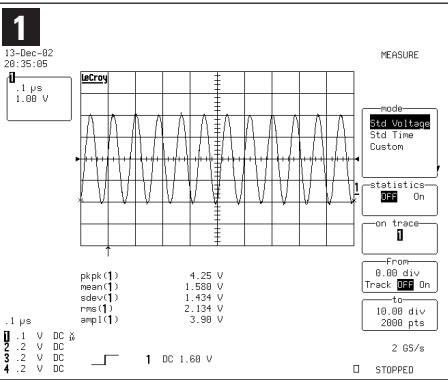 1
13-Dec-02
20:35:05
MEASURE
1
.1 µs
1.00 V
LeCroy
mode
Std Voltage
Std Time
Custom
1
statistics
OFF On
on trace
1
From
0.00 div
Track OFF On
to
10.00 div
2000 pts
pkpk(1) 4.25 V
mean(1) 1.580 V
sdev(1) 1.434 V
rms(1) 2.134 V
ampl(1) 3.90 V
.1 µs
1 .1 V DC X10
2 .2 V DC
3 .2 V DC
4 .2 V DC
1 DC 1.60 V
2 GS/s
STOPPED